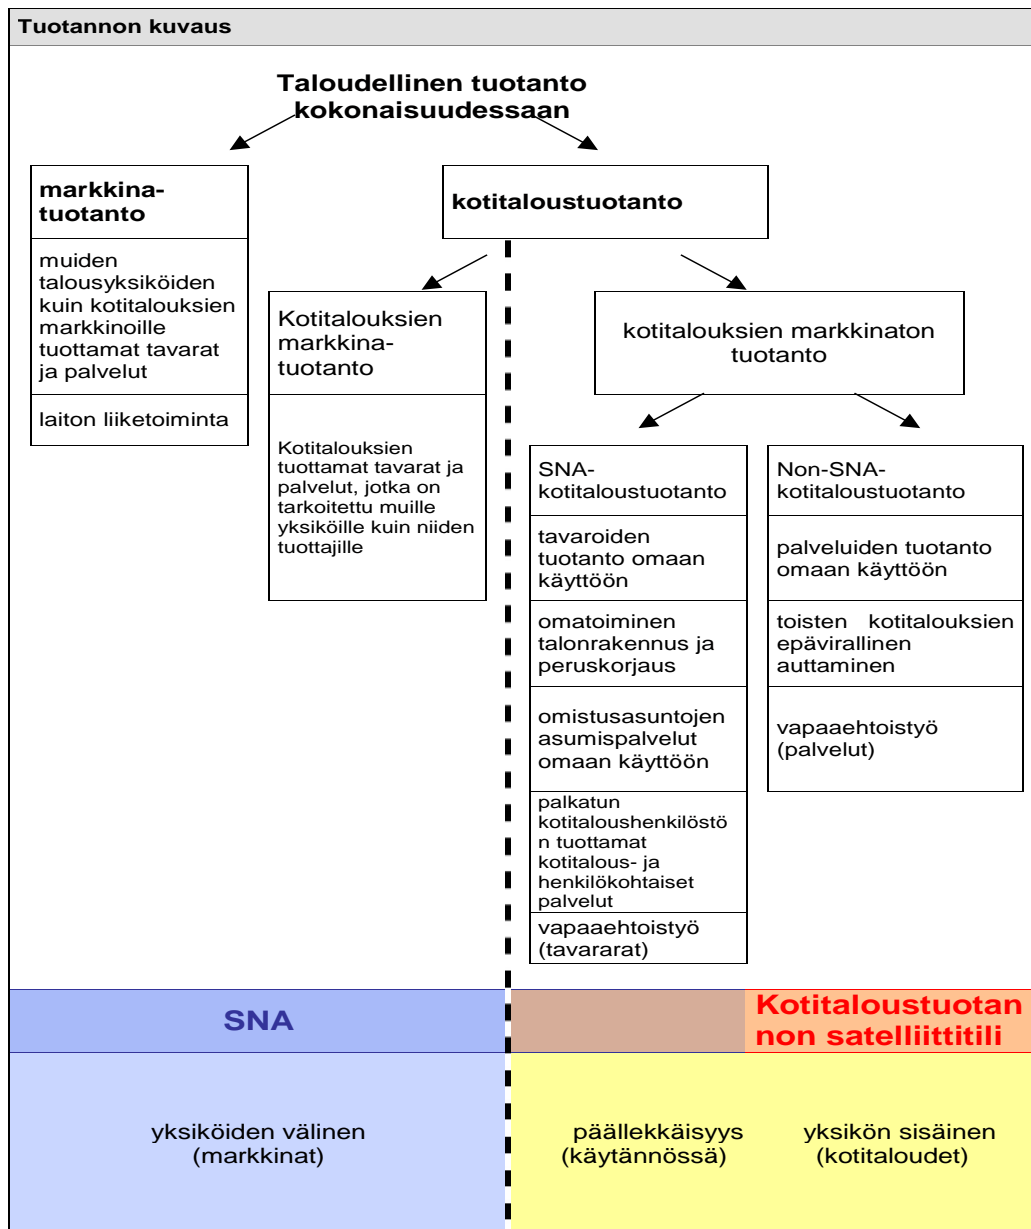 Tuotannon kuvaus
Taloudellinen tuotanto
kokonaisuudessaan
markkina-
tuotanto
muiden
talousyksiköiden
kuin kotitalouksien
markkinoille
tuottamat tavarat
ja palvelut
laiton liiketoiminta
kotitaloustuotanto
Kotitalouksien
markkina-
tuotanto
Kotitalouksien
tuottamat tavarat ja
palvelut, jotka on
tarkoitettu muille
yksiköille kuin niiden
tuottajille
kotitalouksien markkinaton
tuotanto
SNA-
kotitaloustuotanto
tavaroiden
tuotanto omaan
käyttöön
omatoiminen
talonrakennus ja
peruskorjaus
omistusasuntojen
asumispalvelut
omaan käyttöön
palkatun
kotitaloushenkilöstö
n tuottamat
kotitalous- ja
henkilökohtaiset
palvelut
vapaaehtoistyö
(tavararat)
Non-SNA-
kotitaloustuotanto
palveluiden tuotanto
omaan käyttöön
toisten kotitalouksien
epävirallinen
auttaminen
vapaaehtoistyö
(palvelut)
SNA
Kotitaloustuotan
non satelliittitili
yksiköiden välinen
(markkinat)
päällekkäisyys
(käytännössä)
yksikön sisäinen
(kotitaloudet)